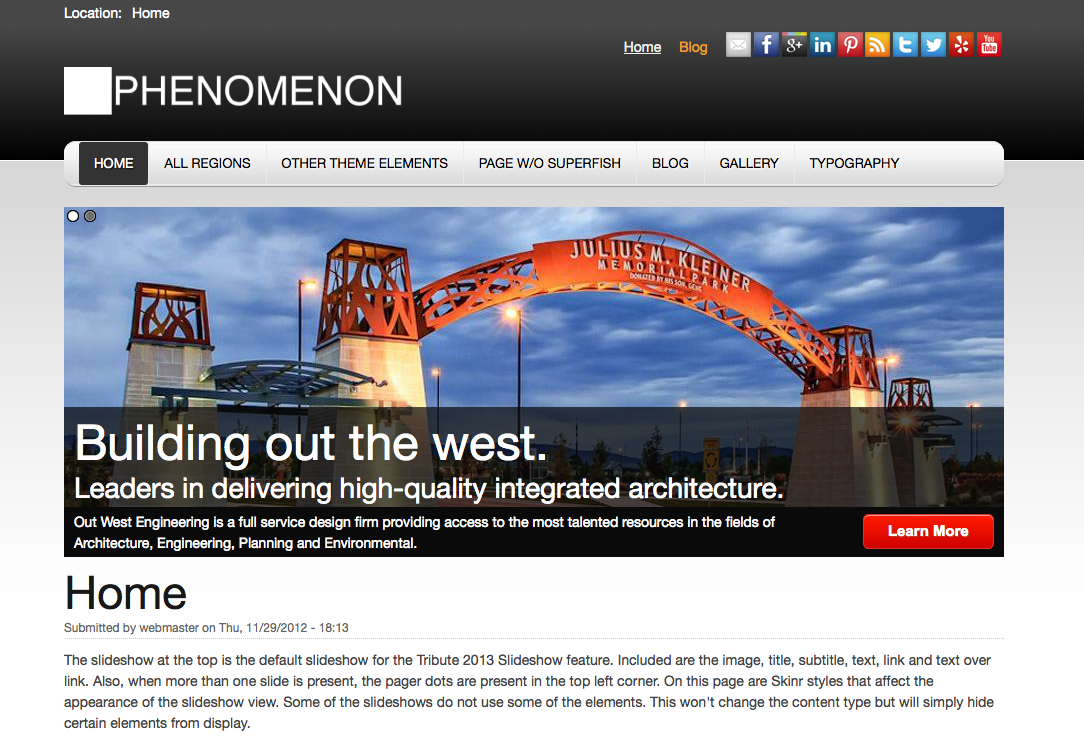 Location: Home
Home Blog
You Tube
PHENOMENON
HOME ALL REGIONS OTHER THEME ELEMENTS PAGE W/O SUPERFISH BLOG GALLERY TYPOGRAPHY
JULIUS M. KLEINER
MEMORIAL PARK
DONATED BY HIS SON, GENE
Building out the west.
Leaders in delivering high-quality integrated architecture.
Out West Engineering is a full service design firm providing access to the most talented resources in the fields of
Architecture, Engineering, Planning and Environmental.
Learn More
Home
Submitted by webmaster on Thu, 11/29/2012 - 18:13
The slideshow at the top is the default slideshow for the Tribute 2013 Slideshow feature. Included are the image, title, subtitle, text, link and text over
link. Also, when more than one slide is present, the pager dots are present in the top left corner. On this page are Skinr styles that affect the
appearance of the slideshow view. Some of the slideshows do not use some of the elements. This won't change the content type but will simply hide
certain elements from display.